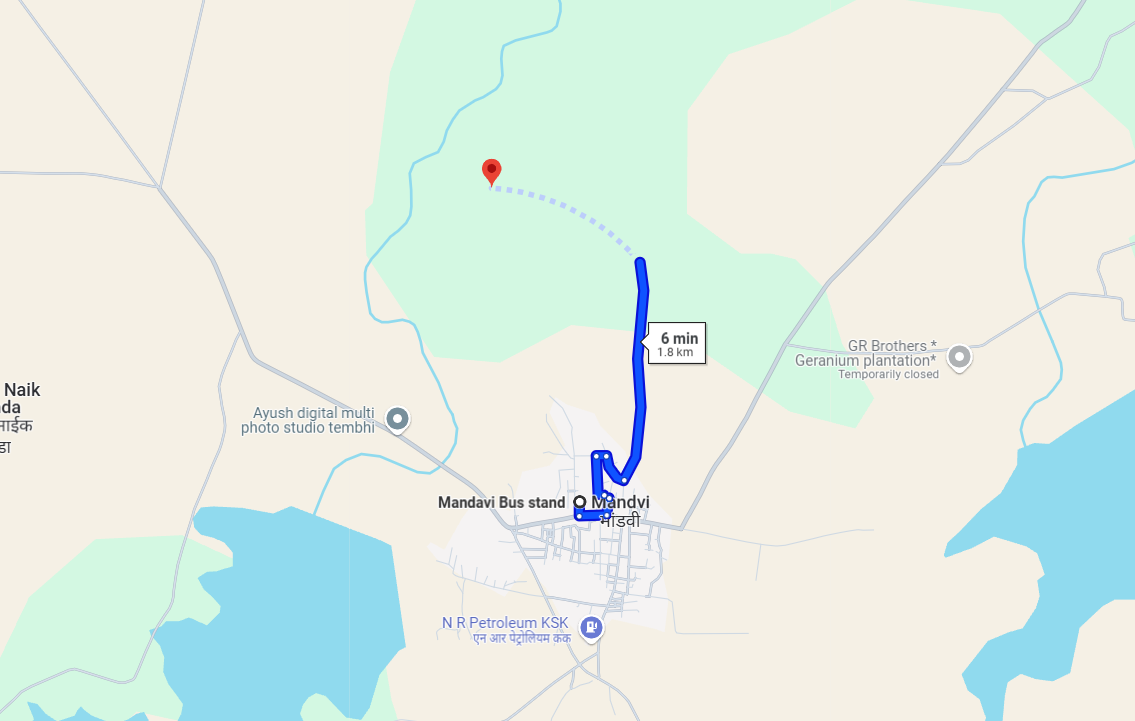 6 min
1.8 km
GR Brothers *
Geranium plantation*
Temporarily closed
Naik
da
नाईक
डा
Ayush digital multi
photo studio tembhi
Mandavi Bus stand
Mandvi
मांडवी
N R Petroleum KSK
एन आर पेट्रोलियम कक